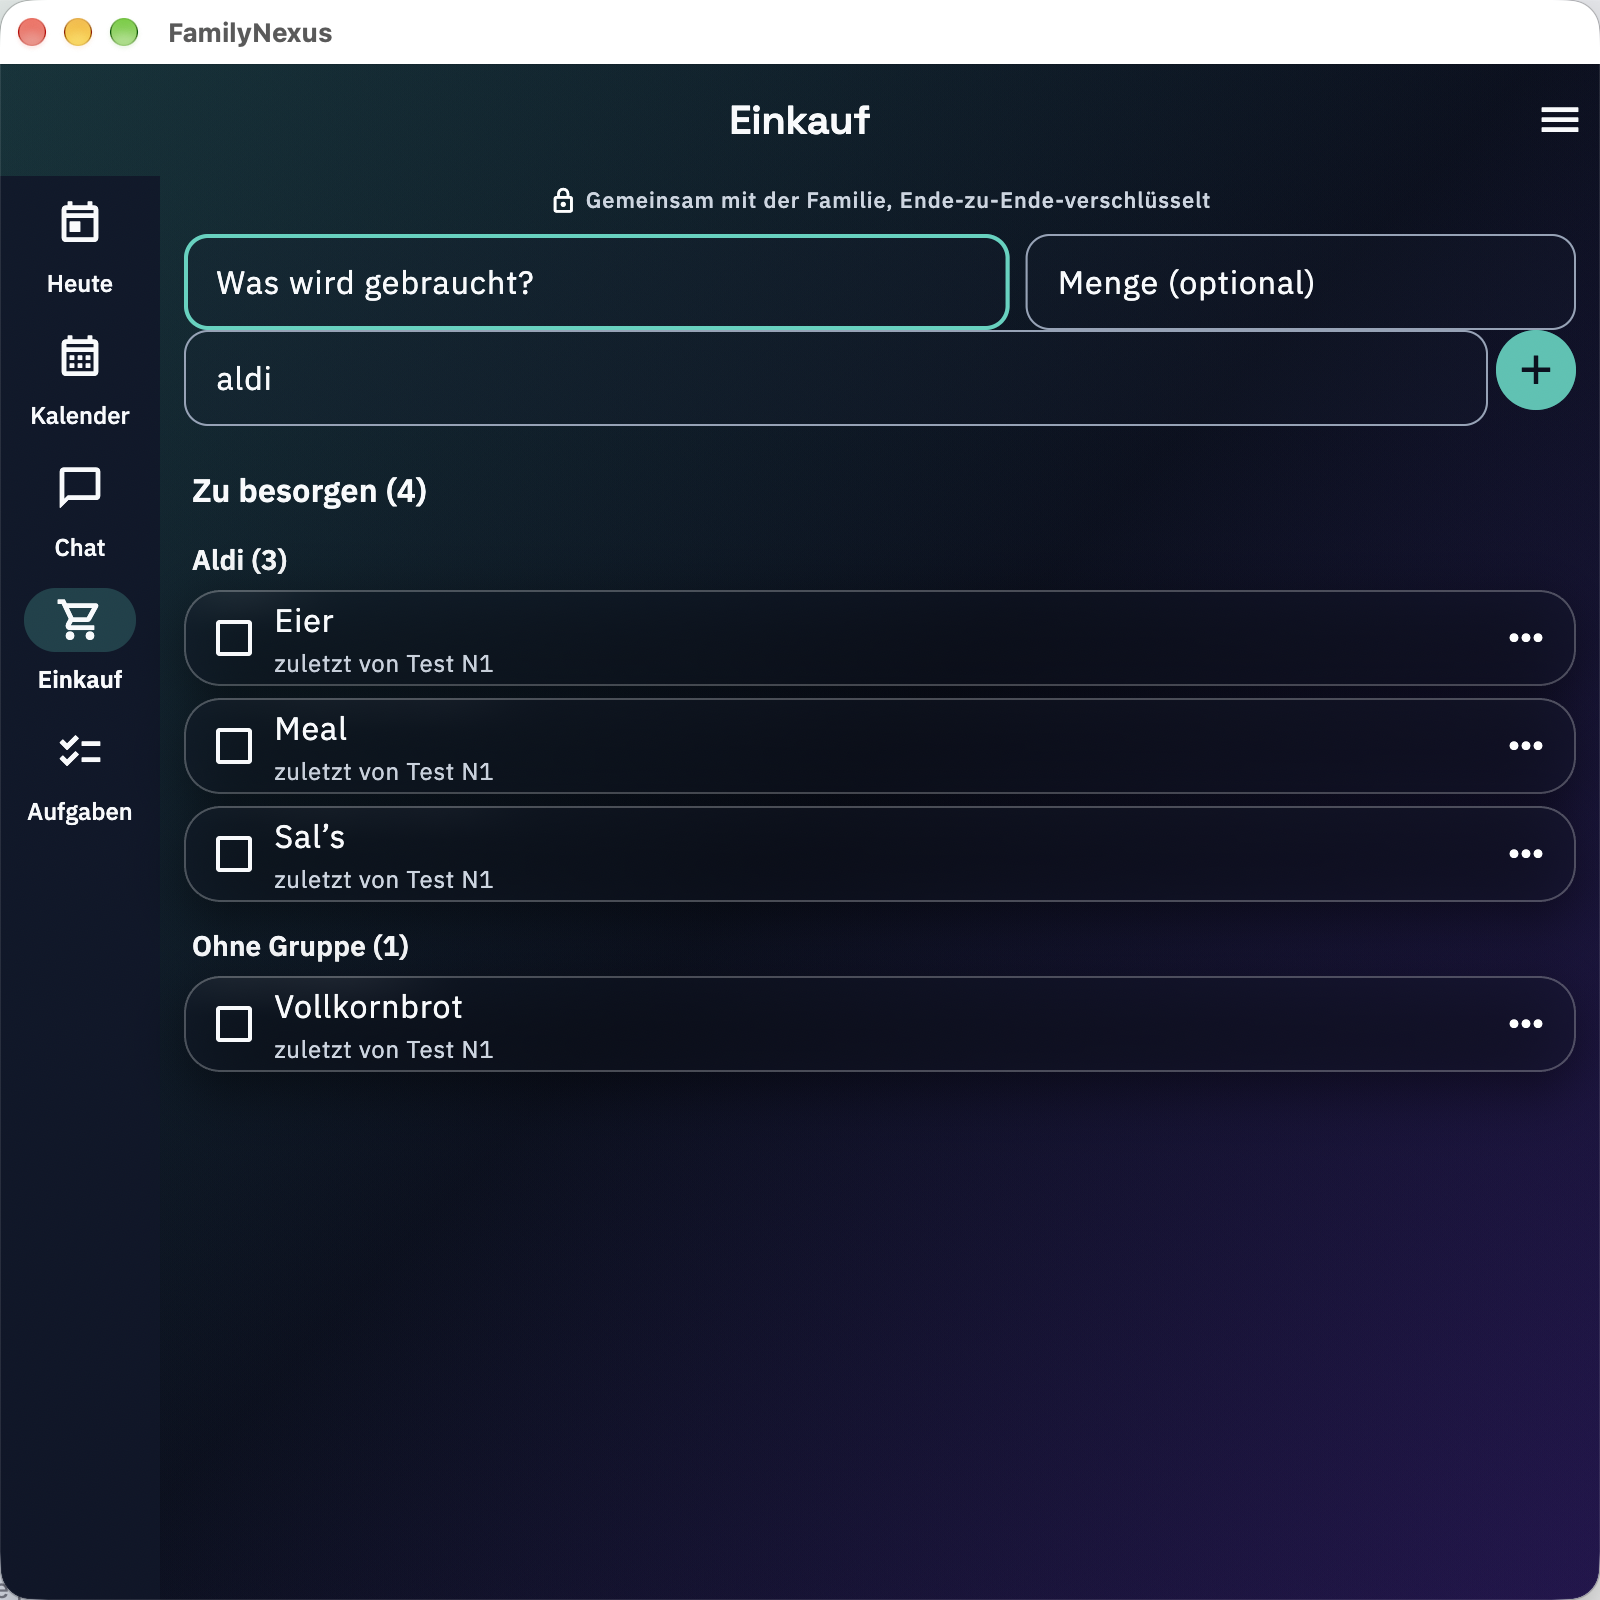 FamilyNexus
Einkauf
Gemeinsam mit der Familie, Ende-zu-Ende-verschlüsselt
Heute
Kalender
Chat
Einkauf
Aufgaben
Was wird gebraucht?
Menge (optional)
aldi
Zu besorgen (4)
Aldi (3)
Eier
zuletzt von Test N1
Meal
zuletzt von Test N1
Sal’s
zuletzt von Test N1
Ohne Gruppe (1)
Vollkornbrot
zuletzt von Test N1